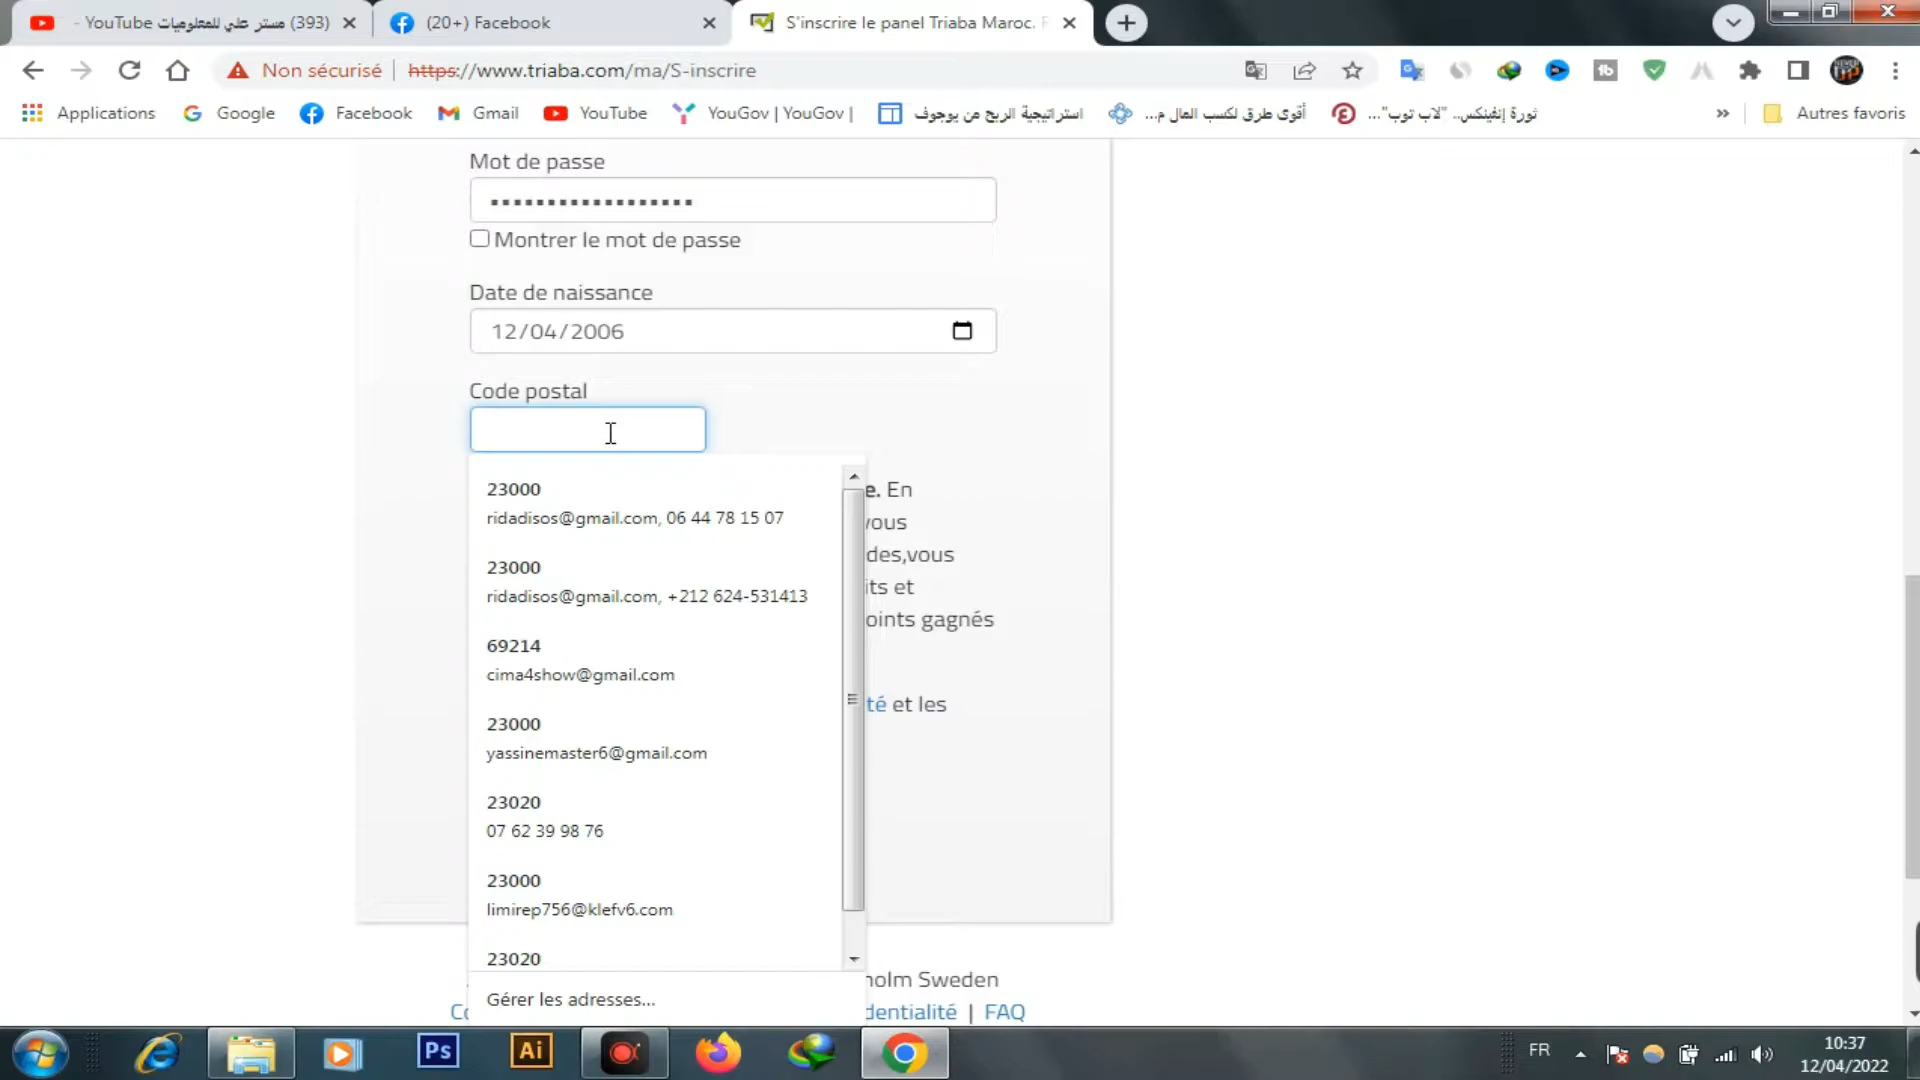 (393) مستر علي للمعلوميات - YouTube
(20+) Facebook
S'inscrire le panel Triaba Maroc.
Non sécurisé
https://www.triaba.com/ma/S-inscrire
Applications
Google
Facebook
Gmail
YouTube
YouGov | YouGov |
استراتيجية الربح من يوجوف
أقوى طرق لكسب المال م...
ثورة إنفينكس.. "لاب توب"...
»
Autres favoris
Mot de passe
Montrer le mot de passe
Date de naissance
12/04/2006
Code postal
23000
ridadisos@gmail.com, 06 44 78 15 07
23000
ridadisos@gmail.com, +212 624-531413
69214
cima4show@gmail.com
23000
yassinemaster6@gmail.com
23020
07 62 39 98 76
23000
limirep756@klefv6.com
23020
Gérer les adresses...
e. En
vous
des,vous
its et
oints gagnés
té et les
holm Sweden
Co
dentialité | FAQ
Ps
Ai
FR
10:37
12/04/2022